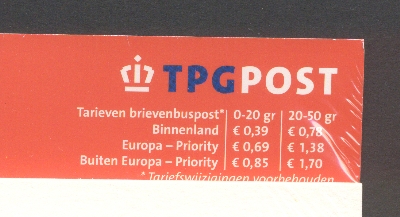 TPGPOST
Tarieven brievenbuspost* 0-20 gr 20-50 gr
Binnenland € 0,39 € 0,78
Europa – Priority € 0,69 € 1,38
Buiten Europa – Priority € 0,85 € 1,70
* Tariefswijzigingen voorbehouden